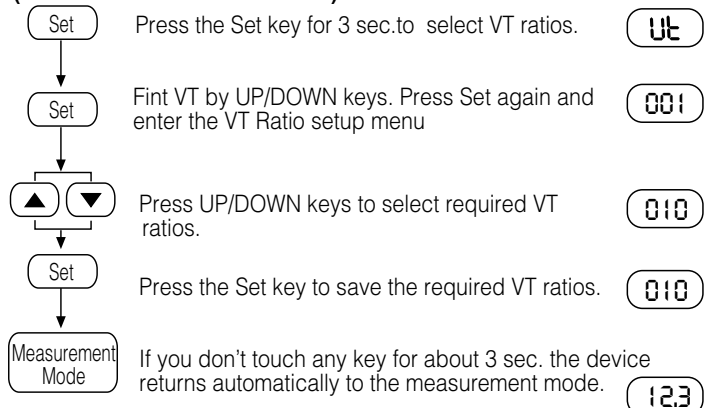 Set
Press the Set key for 3 sec.to select VT ratios.
Ut
Set
Fint VT by UP/DOWN keys. Press Set again and
enter the VT Ratio setup menu
001
Press UP/DOWN keys to select required VT
ratios.
010
Set
Press the Set key to save the required VT ratios.
010
Measurement
Mode
If you don't touch any key for about 3 sec. the device
returns automatically to the measurement mode.
12,3